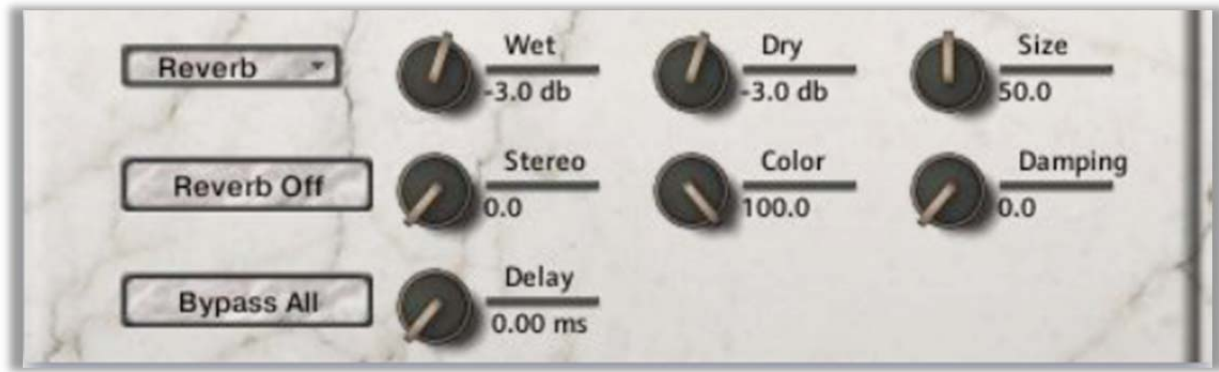 Reverb
Wet
-3.0 db
Dry
-3.0 db
Size
50.0
Reverb Off
Stereo
0.0
Color
100.0
Damping
0.0
Bypass All
Delay
0.00 ms